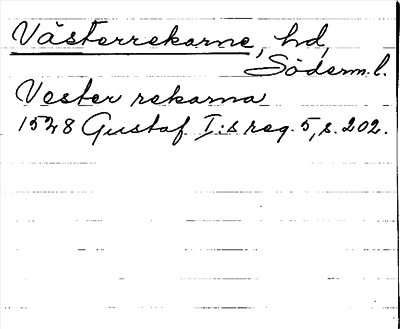 Västerrekarne, hd,
Söderm.l.
Vester rekarna
1528 Gustaf I:s reg. 5, s. 202.